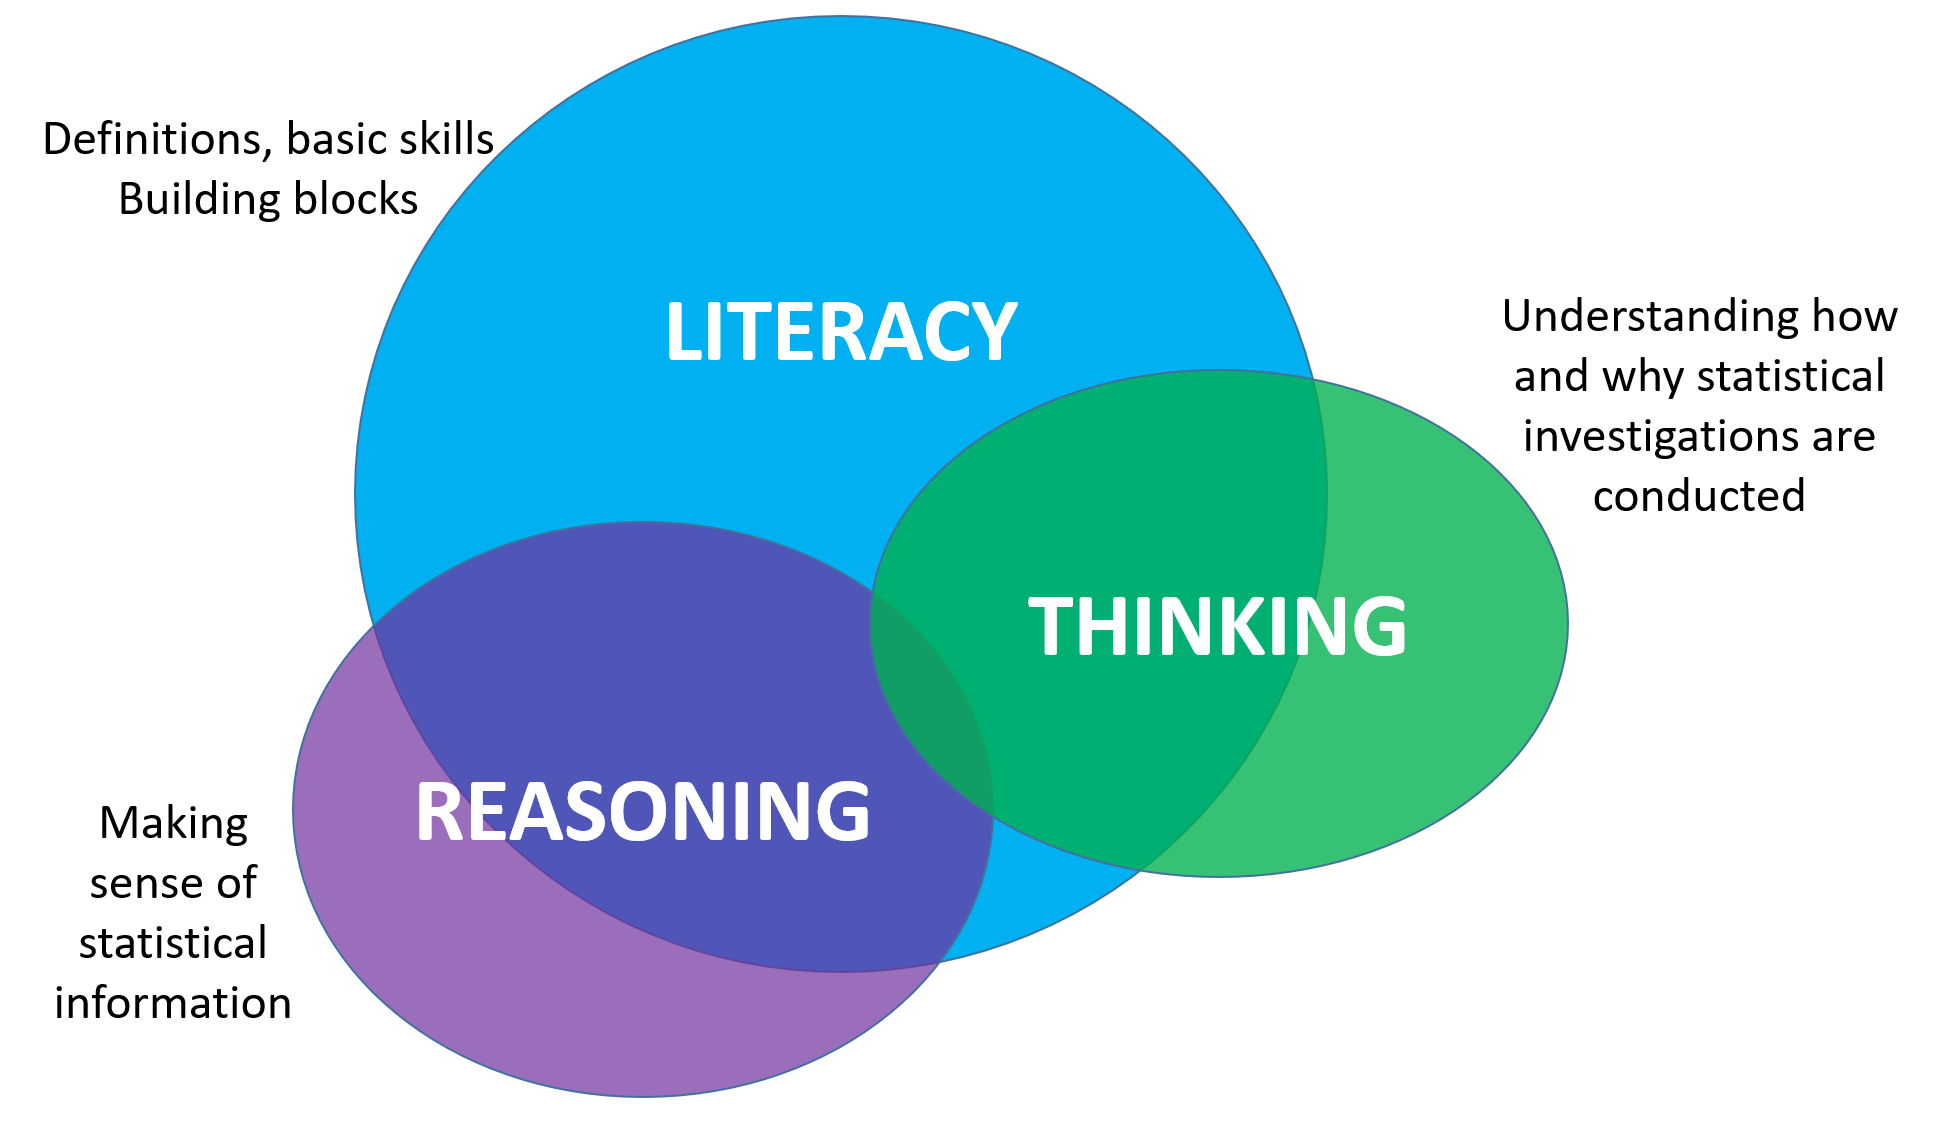 Definitions, basic skills
Building blocks
LITERACY
Understanding how
and why statistical
investigations are
conducted
THINKING
REASONING
Making
sense of
statistical
information